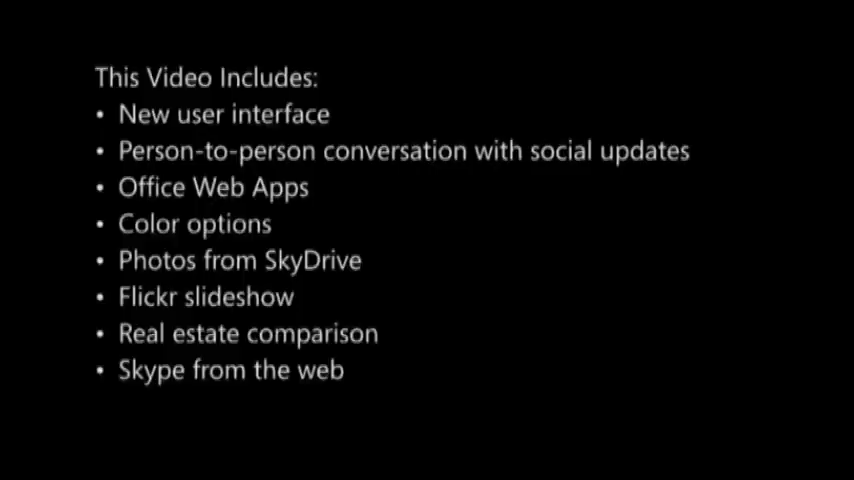 This Video Includes:
• New user interface
• Person-to-person conversation with social updates
• Office Web Apps
• Color options
• Photos from SkyDrive
• Flickr slideshow
• Real estate comparison
• Skype from the web